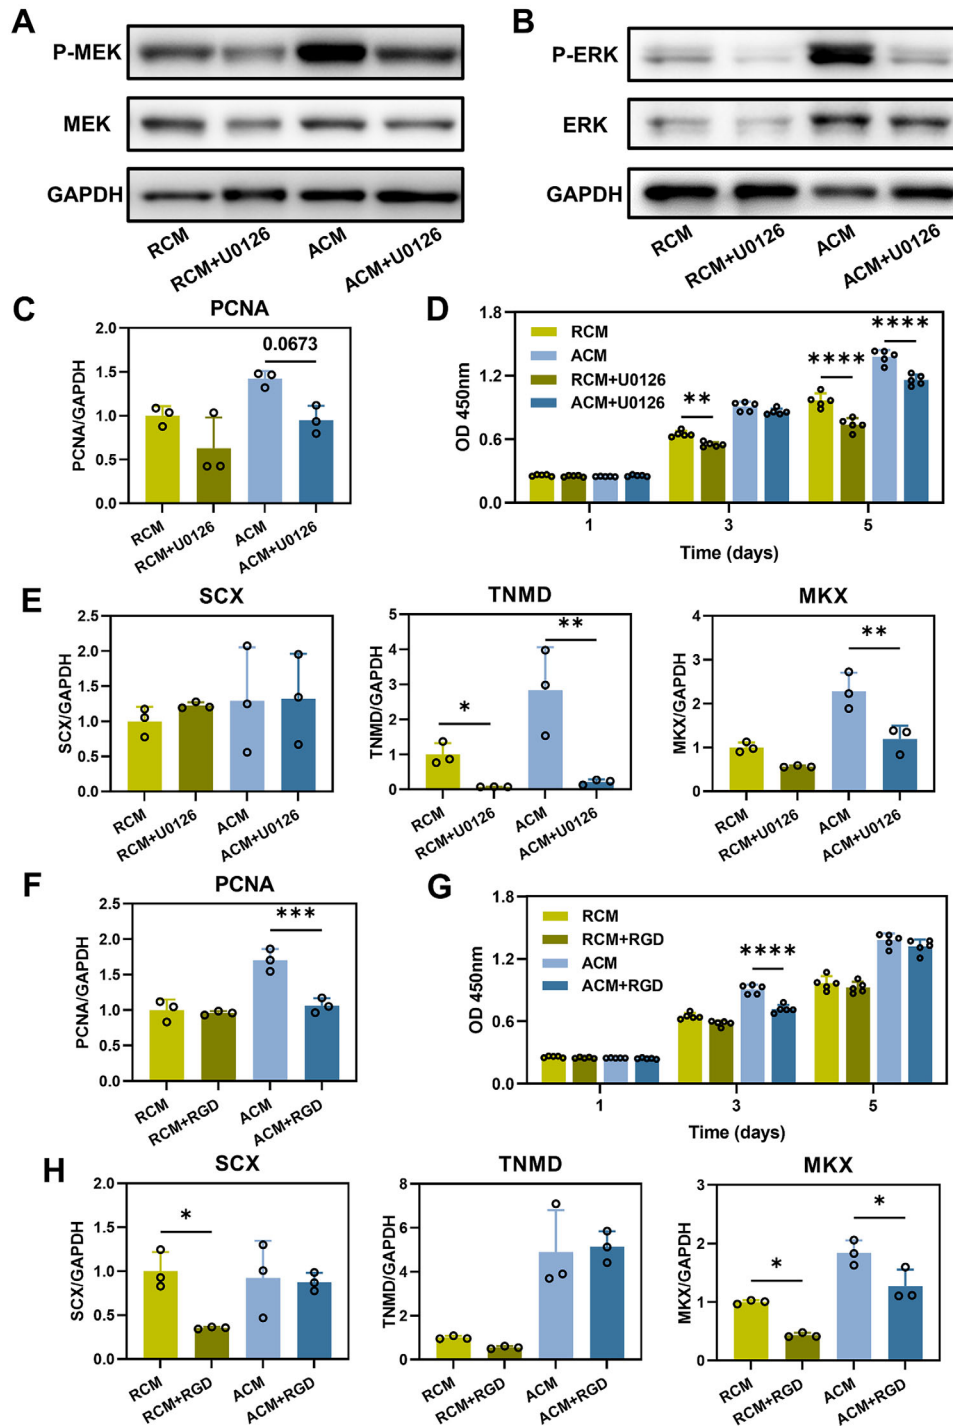 A
P-MEK
MEK
GAPDH
RCM
RCM+U0126
ACM
ACM+U0126
B
P-ERK
ERK
GAPDH
RCM
RCM+U0126
ACM
ACM+U0126
C
PCNA
PCNA/GAPDH
2.0
1.5
1.0
0.5
0.0
0.0673
RCM
RCM+U0126
ACM
ACM+U0126
D
OD 450nm
1.8
1.2
0.6
0.0
RCM
ACM
RCM+U0126
ACM+U0126
**
****
****
1 3 5
Time (days)
E
SCX
SCX/GAPDH
2.5
2.0
1.5
1.0
0.5
0.0
RCM
RCM+U0126
ACM
ACM+U0126
TNMD
TNMD/GAPDH
5
4
3
2
1
0
*
**
RCM
RCM+U0126
ACM
ACM+U0126
MKX
MKX/GAPDH
4
3
2
1
0
**
RCM
RCM+U0126
ACM
ACM+U0126
F
PCNA
PCNA/GAPDH
2.5
2.0
1.5
1.0
0.5
0.0
***
RCM
RCM+RGD
ACM
ACM+RGD
G
OD 450nm
1.8
1.2
0.6
0.0
RCM
RCM+RGD
ACM
ACM+RGD
****
1 3 5
Time (days)
H
SCX
SCX/GAPDH
2.0
1.5
1.0
0.5
0.0
*
RCM
RCM+RGD
ACM
ACM+RGD
TNMD
TNMD/GAPDH
8
6
4
2
0
RCM
RCM+RGD
ACM
ACM+RGD
MKX
MKX/GAPDH
3
2
1
0
*
*
RCM
RCM+RGD
ACM
ACM+RGD